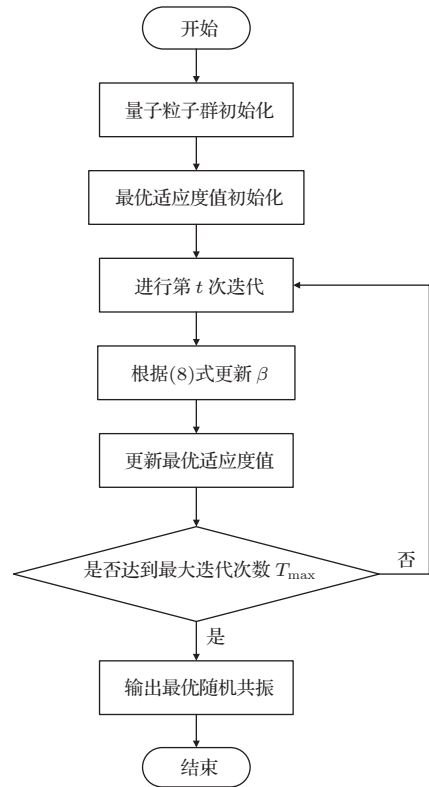 开始
量子粒子群初始化
最优适应度值初始化
进行第 t 次迭代
根据(8)式更新 β
更新最优适应度值
是否达到最大迭代次数 Tmax
否
是
输出最优随机共振
结束